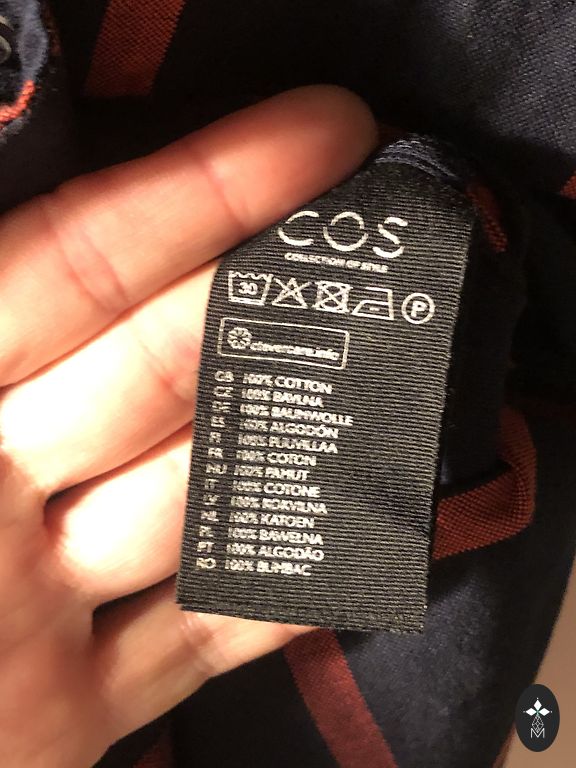 COS
COLLECTION OF STYLE
30 P
clevercare.info
GB 100% COTTON
CZ 100% BAVLNA
DE 100% BAUMWOLLE
ES 100% ALGODÓN
FI 100% PUUVILLAA
FR 100% COTON
HU 100% PAMUT
IT 100% COTONE
LV 100% KOKVILNA
NL 100% KATOEN
PL 100% BAWEŁNA
PT 100% ALGODÃO
RO 100% BUMBAC
M